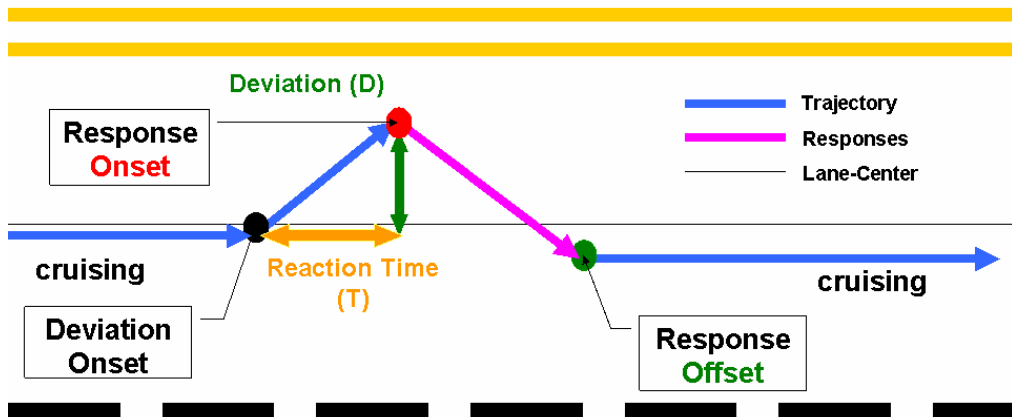 Deviation (D)
Response
Onset
Trajectory
Responses
Lane-Center
cruising
Reaction Time
(T)
cruising
Deviation
Onset
Response
Offset